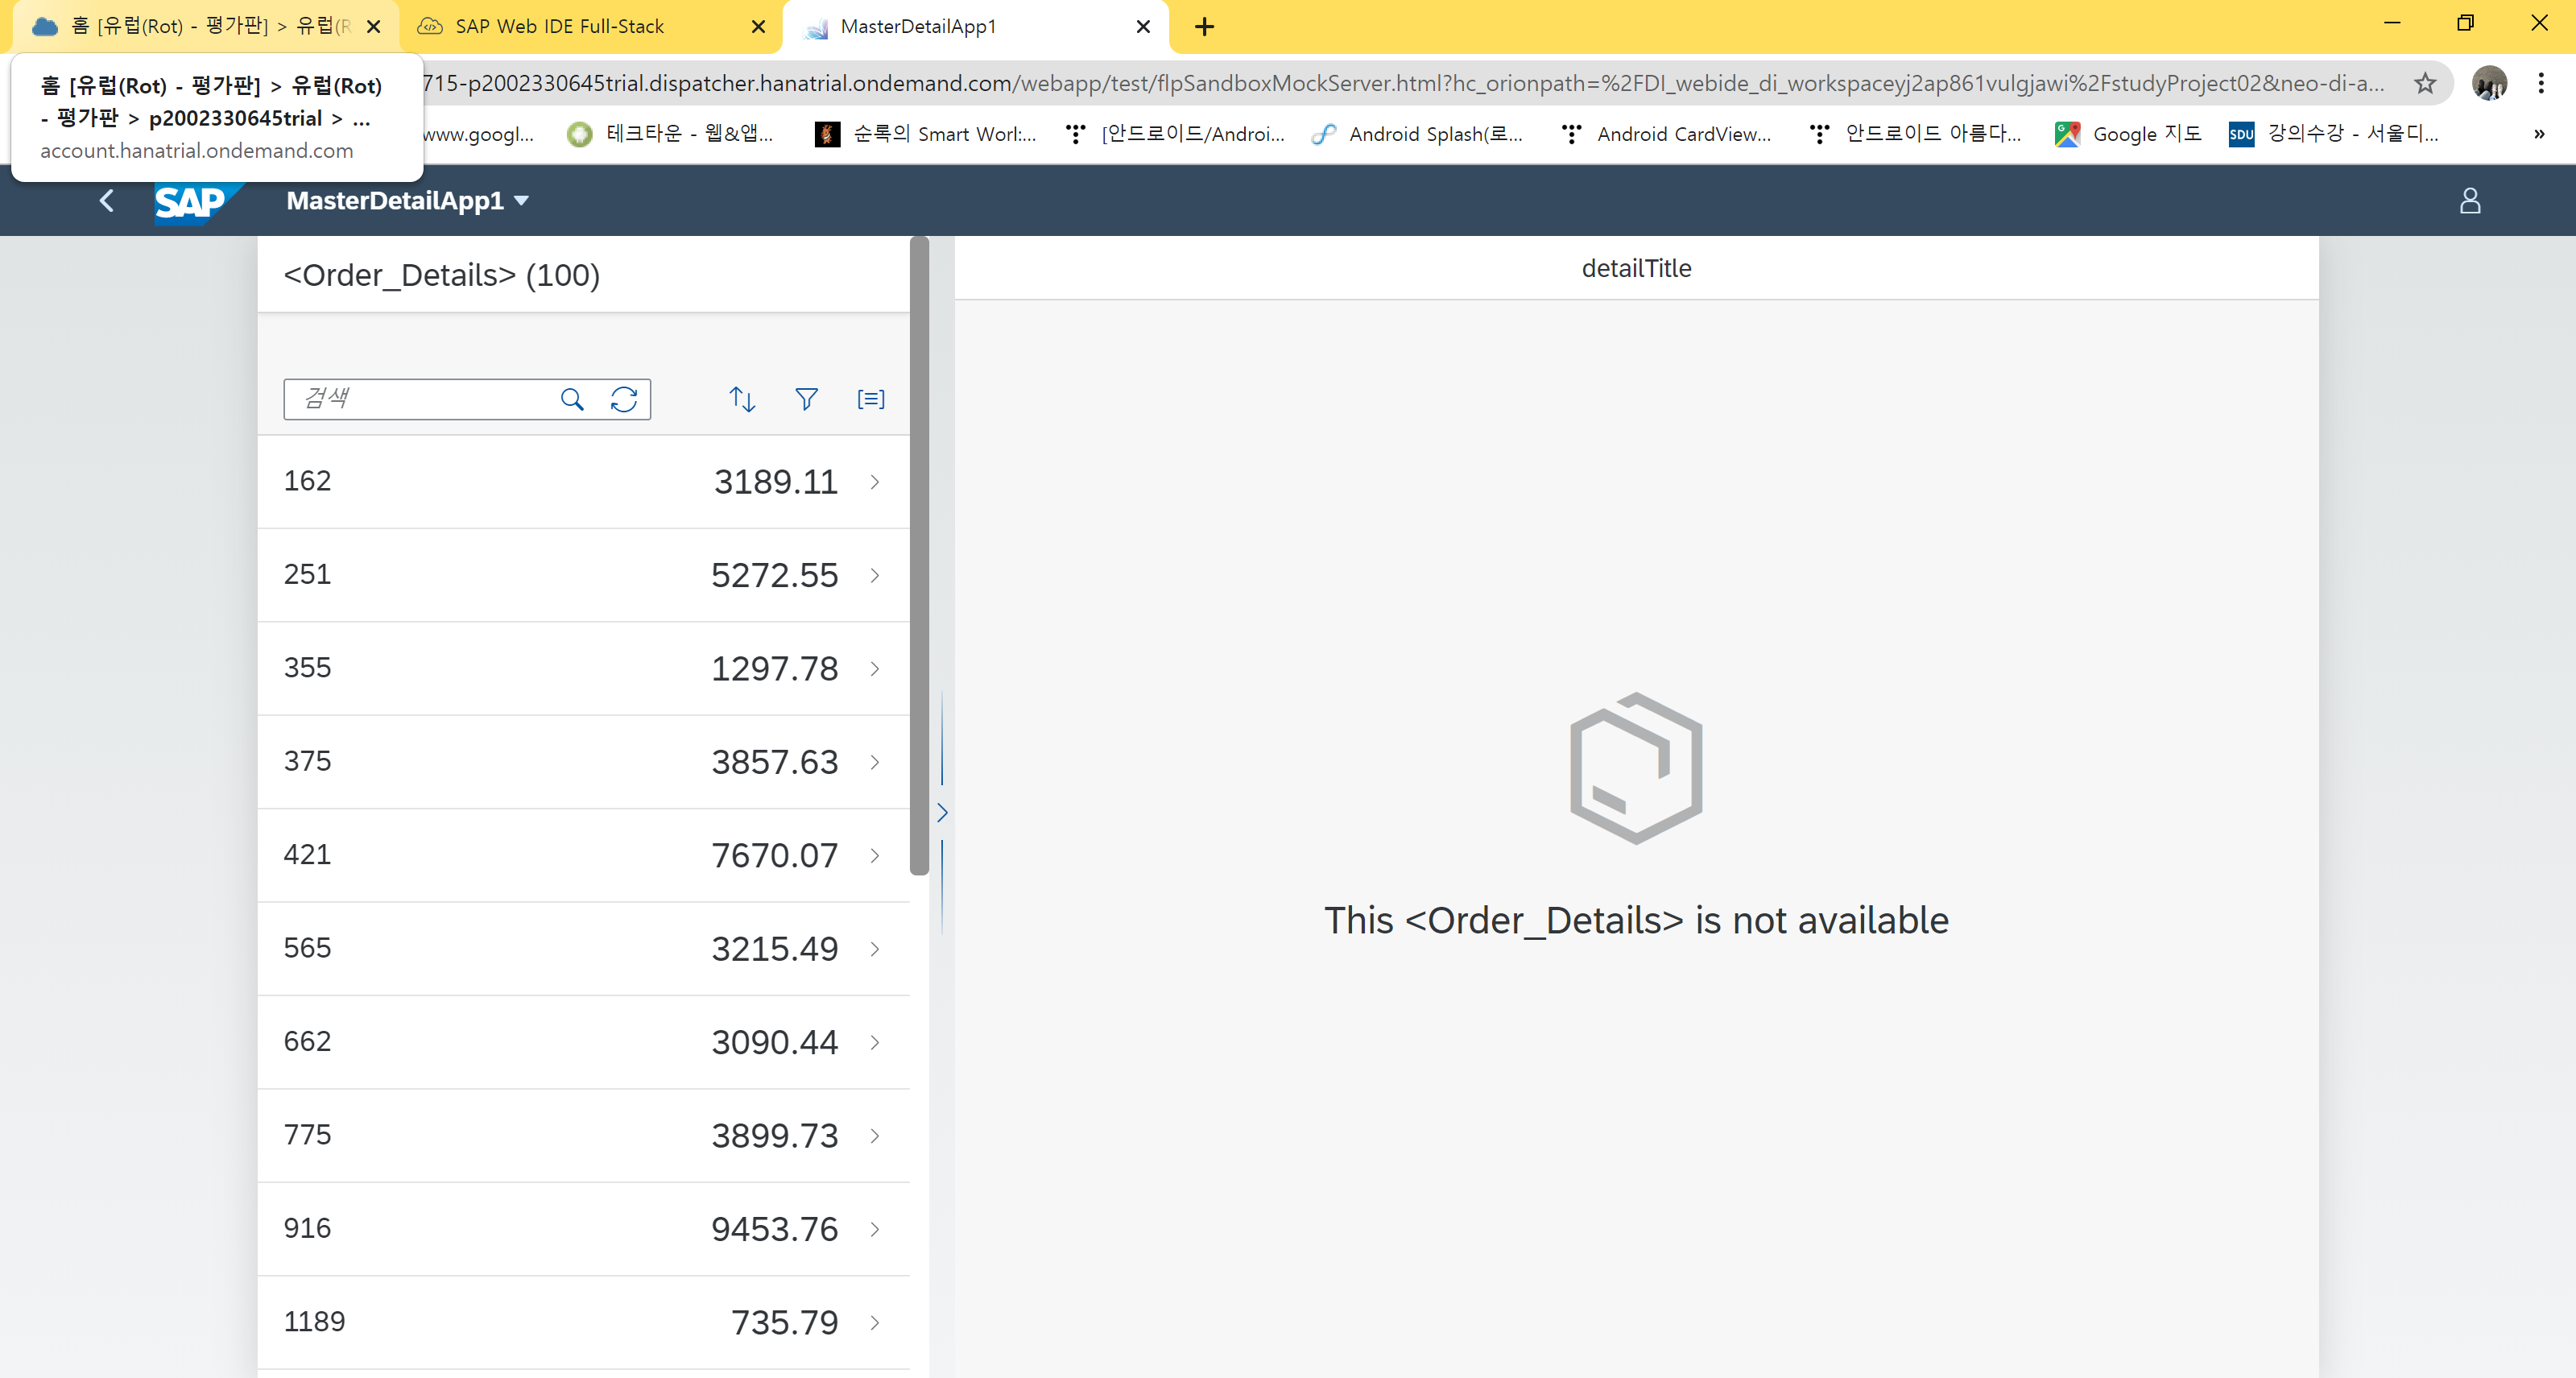 홈 [유럽(Rot) - 평가판] > 유럽(R
SAP Web IDE Full-Stack
MasterDetailApp1
홈 [유럽(Rot) - 평가판] > 유럽(Rot)
- 평가판 > p2002330645trial > ...
account.hanatrial.ondemand.com
715-p2002330645trial.dispatcher.hanatrial.ondemand.com/webapp/test/flpSandboxMockServer.html?hc_orionpath=%2FDI_webide_di_workspaceyj2ap861vulgjawi%2FstudyProject02&neo-di-a...
www.googl...
테크타운 - 웹&앱...
순록의 Smart Worl:...
[안드로이드/Androi...
Android Splash(로...
Android CardView...
안드로이드 아름다...
Google 지도
SDU
강의수강 - 서울디...
»
SAP
MasterDetailApp1
<Order_Details> (100)
detailTitle
검색
162 3189.11
251 5272.55
355 1297.78
375 3857.63
421 7670.07
565 3215.49
662 3090.44
775 3899.73
916 9453.76
1189 735.79
This <Order_Details> is not available